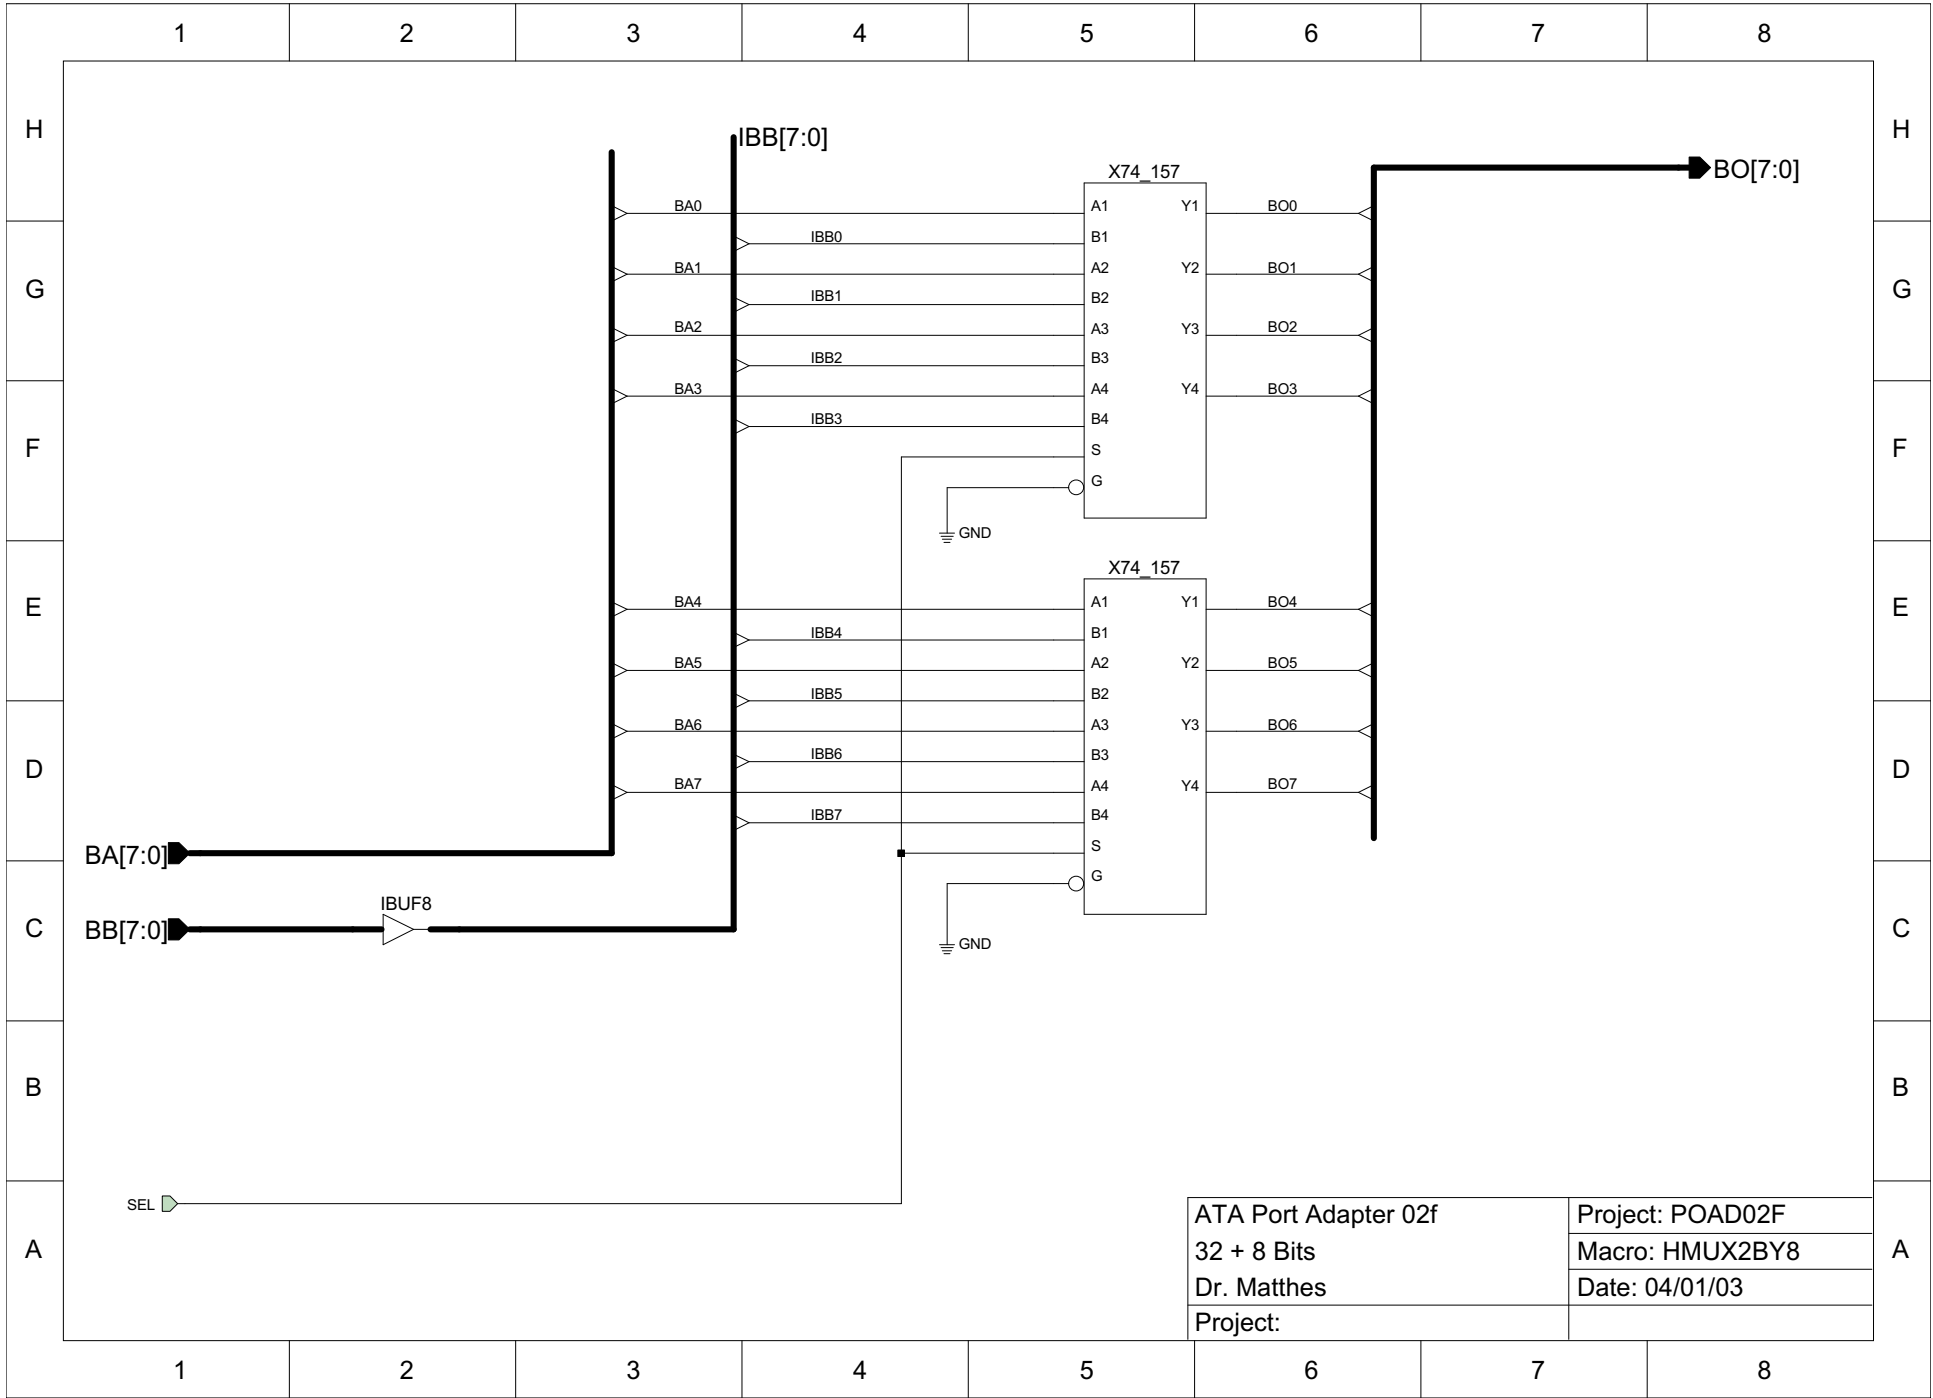 1 2 3 4 5 6 7 8
H H
IBB[7:0]
BO[7:0]
X74_157
BA0 A1 Y1 BO0
IBB0 B1
BA1 A2 Y2 BO1
G G
IBB1 B2
BA2 A3 Y3 BO2
IBB2 B3
BA3 A4 Y4 BO3
IBB3 B4
F F
S
G
GND
X74_157
BA4 A1 Y1 BO4
E E
IBB4 B1
BA5 A2 Y2 BO5
IBB5 B2
BA6 A3 Y3 BO6
IBB6 B3
D D
BA7 A4 Y4 BO7
IBB7 B4
BA[7:0] S
G
IBUF8
C BB[7:0] C
GND
B B
SEL
ATA Port Adapter 02f Project: POAD02F
A 32 + 8 Bits Macro: HMUX2BY8 A
Dr. Matthes Date: 04/01/03
Project:
1 2 3 4 5 6 7 8